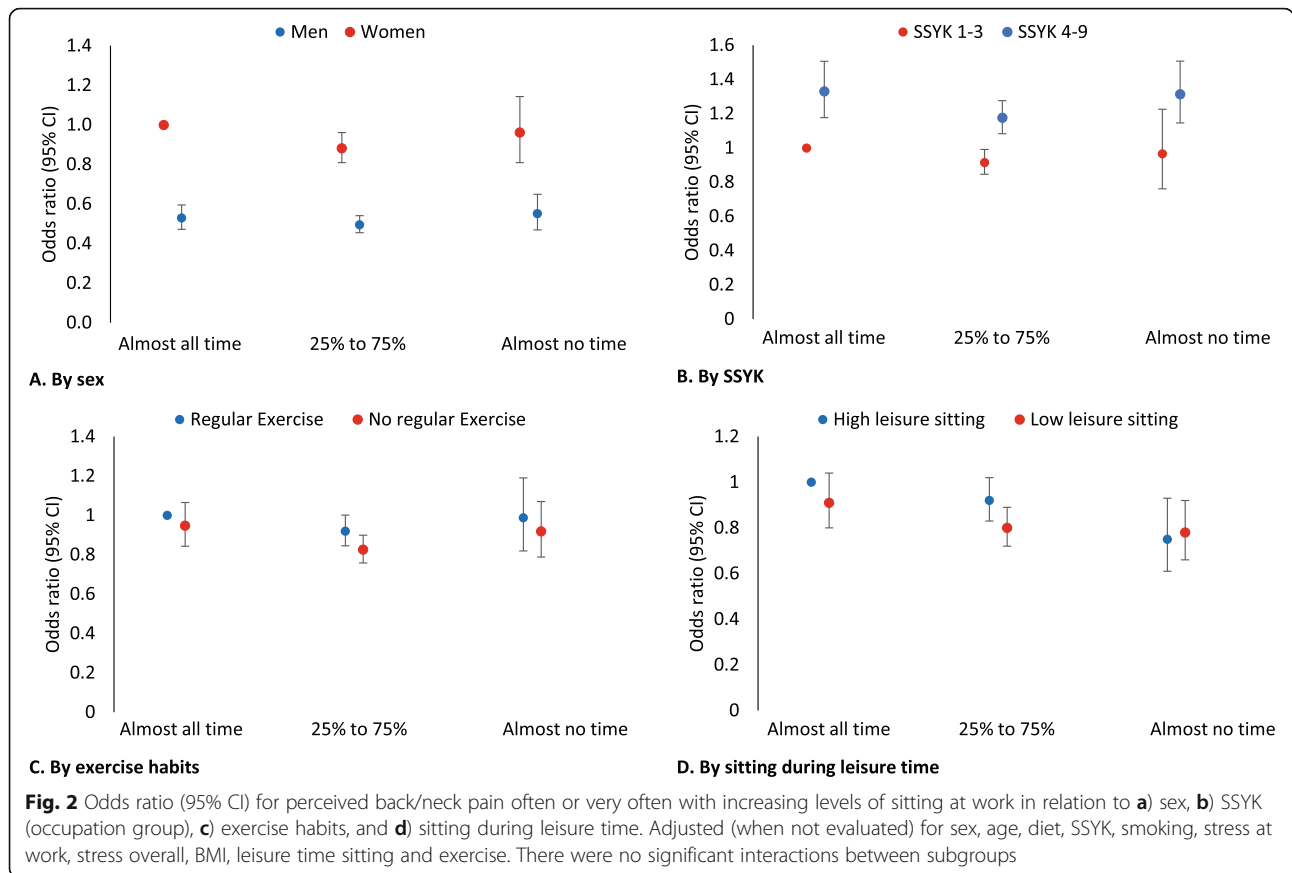 Men Women
1.4
1.2
1.0
0.8
0.6
0.4
0.2
0.0
Odds ratio (95% CI)
Almost all time 25% to 75% Almost no time
A. By sex
SSYK 1-3 SSYK 4-9
1.6
1.4
1.2
1
0.8
0.6
0.4
0.2
0
Odds ratio (95% CI)
Almost all time 25% to 75% Almost no time
B. By SSYK
Regular Exercise No regular Exercise
1.4
1.2
1
0.8
0.6
0.4
0.2
0
Odds ratio (95% CI)
Almost all time 25% to 75% Almost no time
C. By exercise habits
High leisure sitting Low leisure sitting
1.2
1
0.8
0.6
0.4
0.2
0
Odds ratio (95% CI)
Almost all time 25% to 75% Almost no time
D. By sitting during leisure time
Fig. 2 Odds ratio (95% CI) for perceived back/neck pain often or very often with increasing levels of sitting at work in relation to a) sex, b) SSYK
(occupation group), c) exercise habits, and d) sitting during leisure time. Adjusted (when not evaluated) for sex, age, diet, SSYK, smoking, stress at
work, stress overall, BMI, leisure time sitting and exercise. There were no significant interactions between subgroups